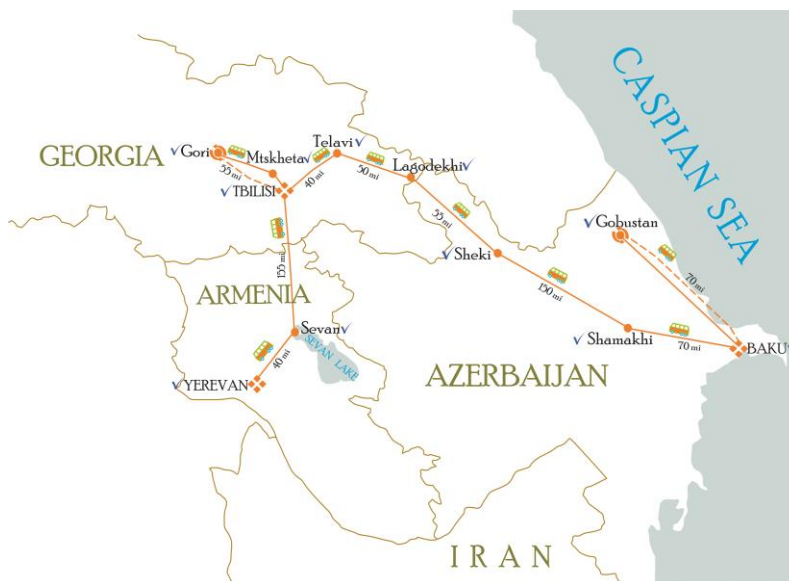 CASPIAN SEA
GEORGIA
Gori
55 mi
Mtskheta
TBILISI
40 mi
Telavi
50 mi
Lagodekhi
55 mi
Sheki
150 mi
Gobustan
70 mi
Shamakhi
70 mi
BAKU
155 mi
ARMENIA
Sevan
SEVAN LAKE
40 mi
YEREVAN
AZERBAIJAN
IRAN